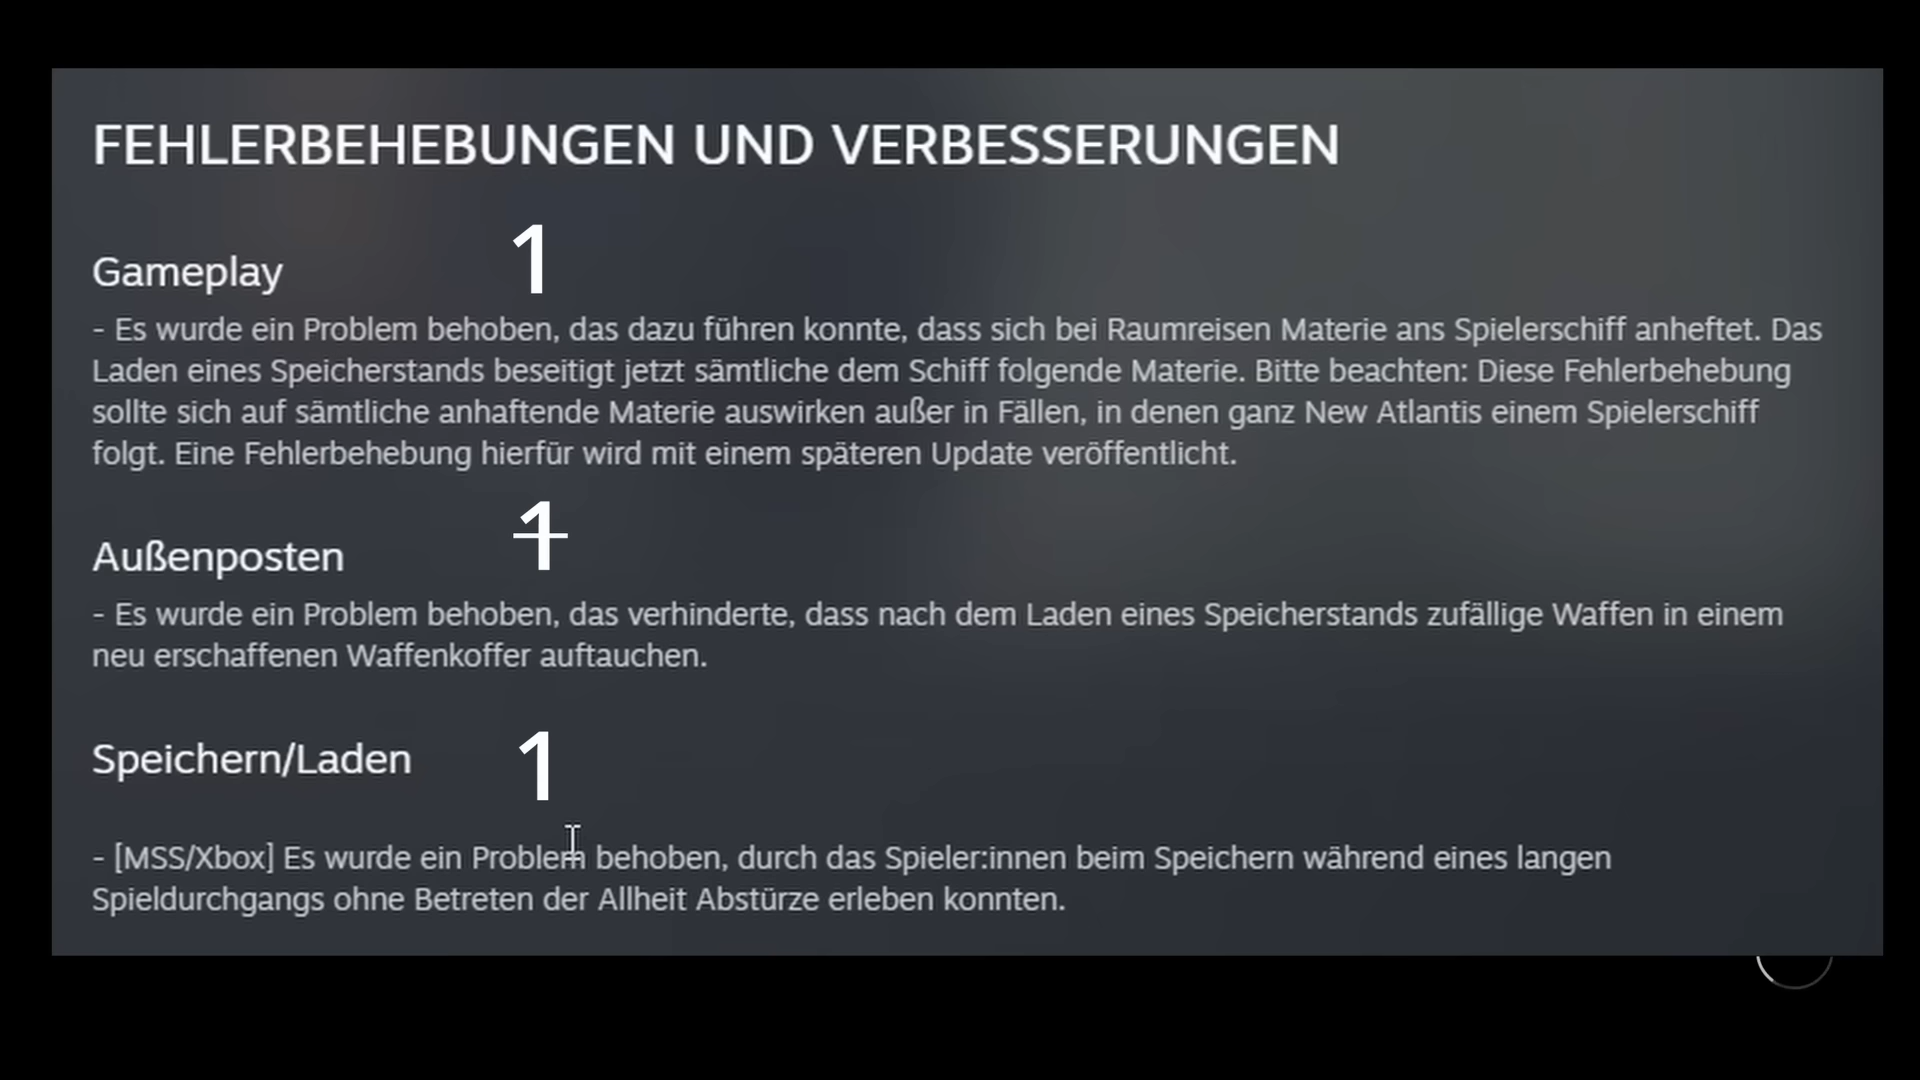 FEHLERBEHEBUNGEN UND VERBESSERUNGEN
1
Gameplay
- Es wurde ein Problem behoben, das dazu führen konnte, dass sich bei Raumreisen Materie ans Spielerschiff anheftet. Das
Laden eines Speicherstands beseitigt jetzt sämtliche dem Schiff folgende Materie. Bitte beachten: Diese Fehlerbehebung
sollte sich auf sämtliche anhaftende Materie auswirken außer in Fällen, in denen ganz New Atlantis einem Spielerschiff
folgt. Eine Fehlerbehebung hierfür wird mit einem späteren Update veröffentlicht.
1
Außenposten
- Es wurde ein Problem behoben, das verhinderte, dass nach dem Laden eines Speicherstands zufällige Waffen in einem
neu erschaffenen Waffenkoffer auftauchen.
Speichern/Laden 1
- [MSS/Xbox] Es wurde ein Problem behoben, durch das Spieler:innen beim Speichern während eines langen
Spieldurchgangs ohne Betreten der Allheit Abstürze erleben konnten.